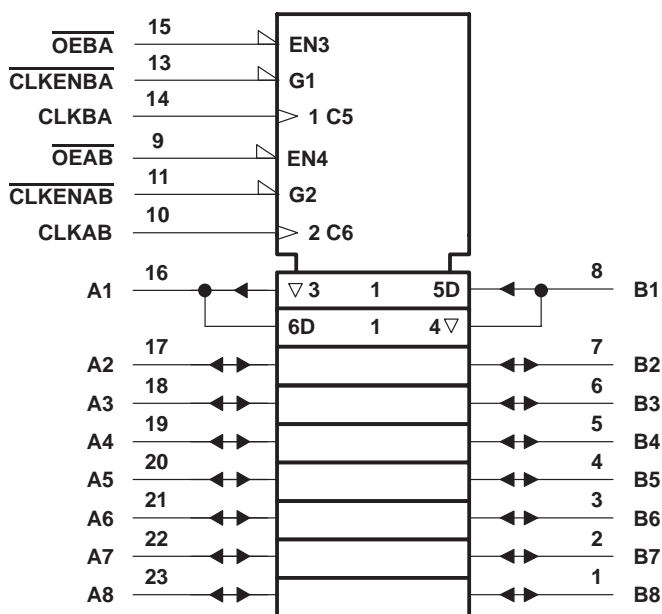 15
OEBA
EN3
13
CLKENBA
G1
14
CLKBA
1 C5
9
OEAB
EN4
11
CLKENAB
G2
10
CLKAB
2 C6
16
8
A1
▽ 3 1 5D
B1
6D 1 4 ▽
17
7
A2
B2
18
6
A3
B3
19
5
A4
B4
20
4
A5
B5
21
3
A6
B6
22
2
A7
B7
23
1
A8
B8